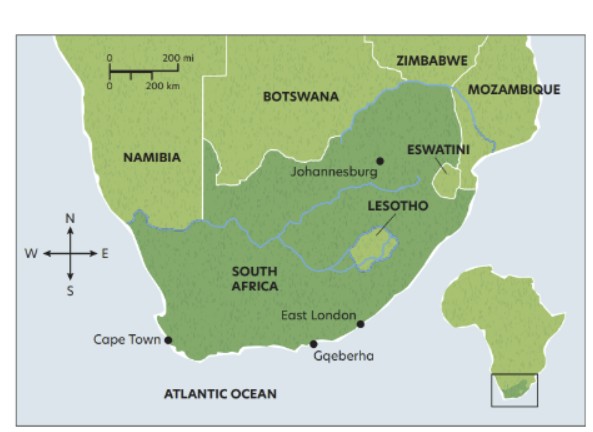 0 200 mi
0 200 km
ZIMBABWE
MOZAMBIQUE
BOTSWANA
ESWATINI
NAMIBIA
Johannesburg
LESOTHO
N
W E
S
SOUTH
AFRICA
East London
Cape Town
Gqeberha
ATLANTIC OCEAN